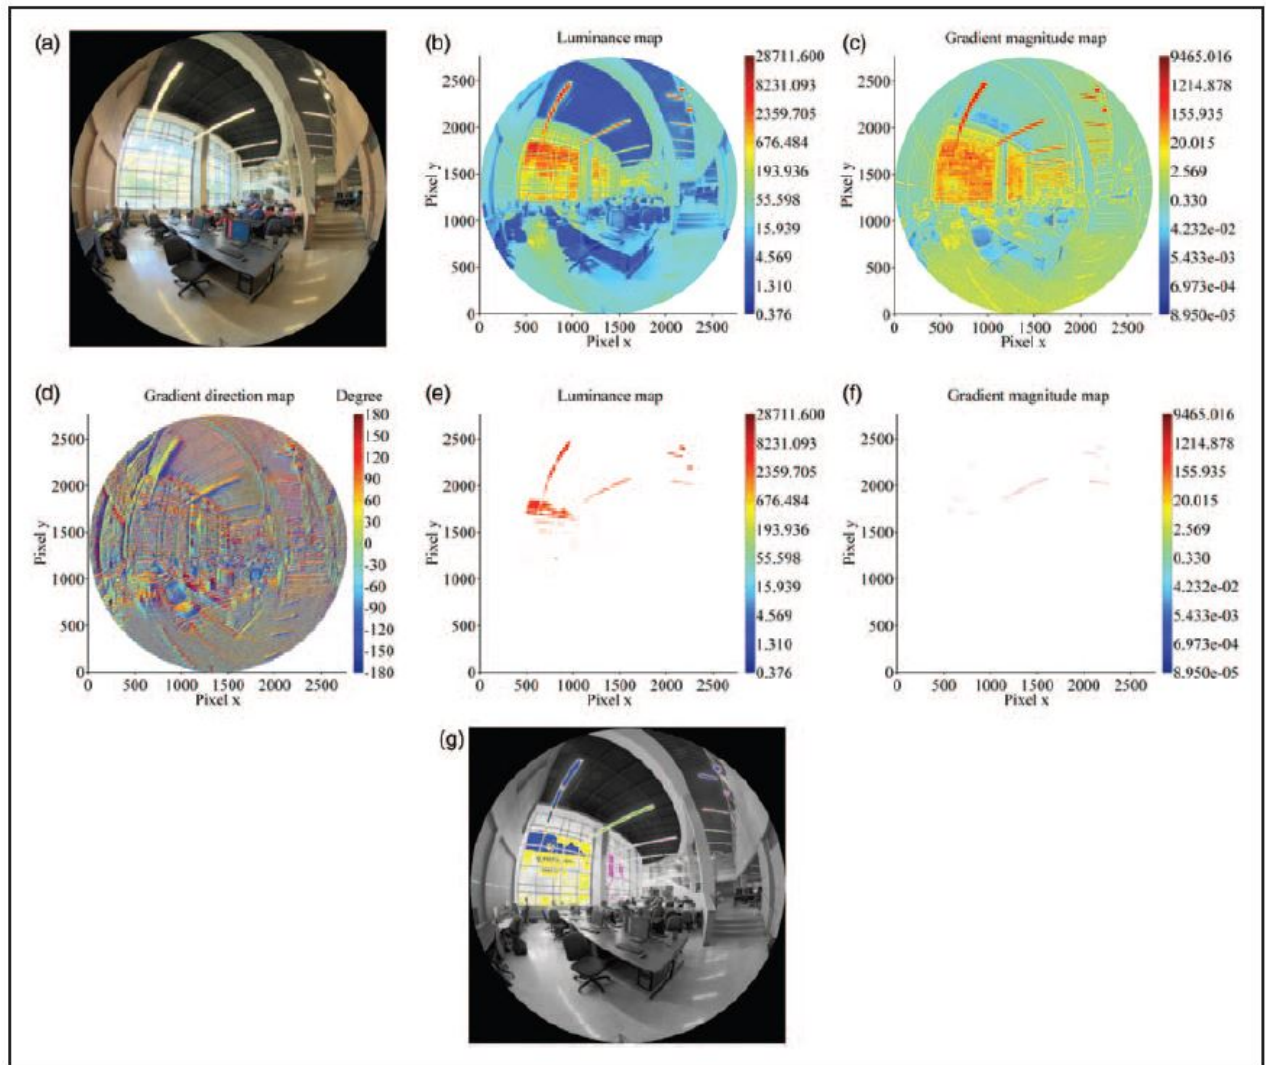 (a)
(b) Luminance map
28711.600
8231.093
2359.705
676.484
193.936
55.598
15.939
4.569
1.310
0.376
2500
2000
1500
1000
500
0
Pixel y
0 500 1000 1500 2000 2500
Pixel x
(c) Gradient magnitude map
9465.016
1214.878
155.935
20.015
2.569
0.330
4.232e-02
5.433e-03
6.973e-04
8.950e-05
2500
2000
1500
1000
500
0
Pixel y
0 500 1000 1500 2000 2500
Pixel x
(d) Gradient direction map Degree
180
150
120
90
60
30
0
-30
-60
-90
-120
-150
-180
2500
2000
1500
1000
500
0
Pixel y
0 500 1000 1500 2000 2500
Pixel x
(e) Luminance map
28711.600
8231.093
2359.705
676.484
193.936
55.598
15.939
4.569
1.310
0.376
2500
2000
1500
1000
500
0
Pixel y
0 500 1000 1500 2000 2500
Pixel x
(f) Gradient magnitude map
9465.016
1214.878
155.935
20.015
2.569
0.330
4.232e-02
5.433e-03
6.973e-04
8.950e-05
2500
2000
1500
1000
500
0
Pixel y
0 500 1000 1500 2000 2500
Pixel x
(g)